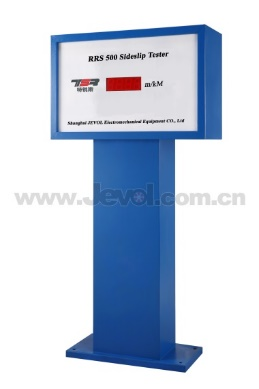 RRS 500 Sideslip Tester
TSR
m/kM
Shanghai JEVOL Electromechanical Equipment CO., Ltd
www.Jevol.com.cn